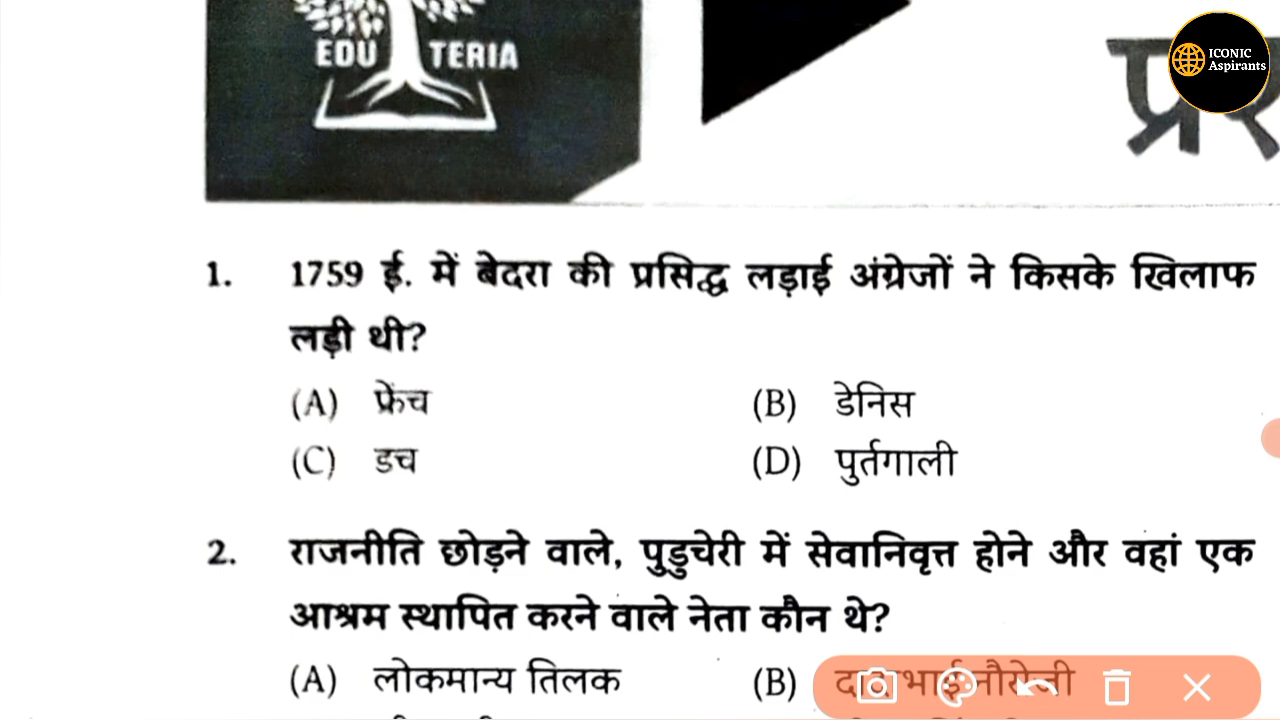 EDU TERIA
ICONIC
Aspirants
1. 1759 ई. में बेदरा की प्रसिद्ध लड़ाई अंग्रेजों ने किसके खिलाफ
लड़ी थी?
(A) फ्रेंच (B) डेनिस
(C) डच (D) पुर्तगाली
2. राजनीति छोड़ने वाले, पुडुचेरी में सेवानिवृत्त होने और वहां एक
आश्रम स्थापित करने वाले नेता कौन थे?
(A) लोकमान्य तिलक (B) दादाभाई नौरोजी